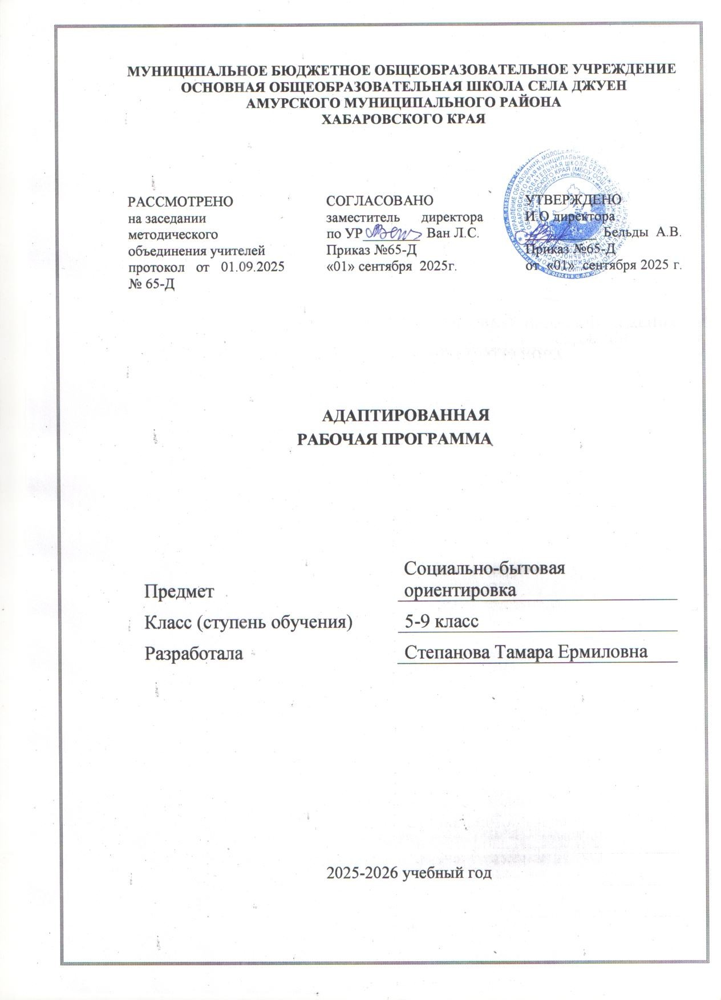 МУНИЦИПАЛЬНОЕ БЮДЖЕТНОЕ ОБЩЕОБРАЗОВАТЕЛЬНОЕ УЧРЕЖДЕНИЕ
ОСНОВНАЯ ОБЩЕОБРАЗОВАТЕЛЬНАЯ ШКОЛА СЕЛА ДЖУЕН
АМУРСКОГО МУНИЦИПАЛЬНОГО РАЙОНА
ХАБАРОВСКОГО КРАЯ
РАССМОТРЕНО
на заседании
методического
объединения учителей
протокол от 01.09.2025
№ 65-Д
СОГЛАСОВАНО
заместитель директора
по УР Ван Л.С.
Приказ №65-Д
«01» сентября 2025г.
УТВЕРЖДЕНО
И.О директора
Бельды А.В.
Приказ №65-Д
от «01» сентября 2025 г.
АДАПТИРОВАННАЯ
РАБОЧАЯ ПРОГРАММА
Социально-бытовая
Предмет ориентировка
Класс (ступень обучения) 5-9 класс
Разработала Степанова Тамара Ермиловна
2025-2026 учебный год